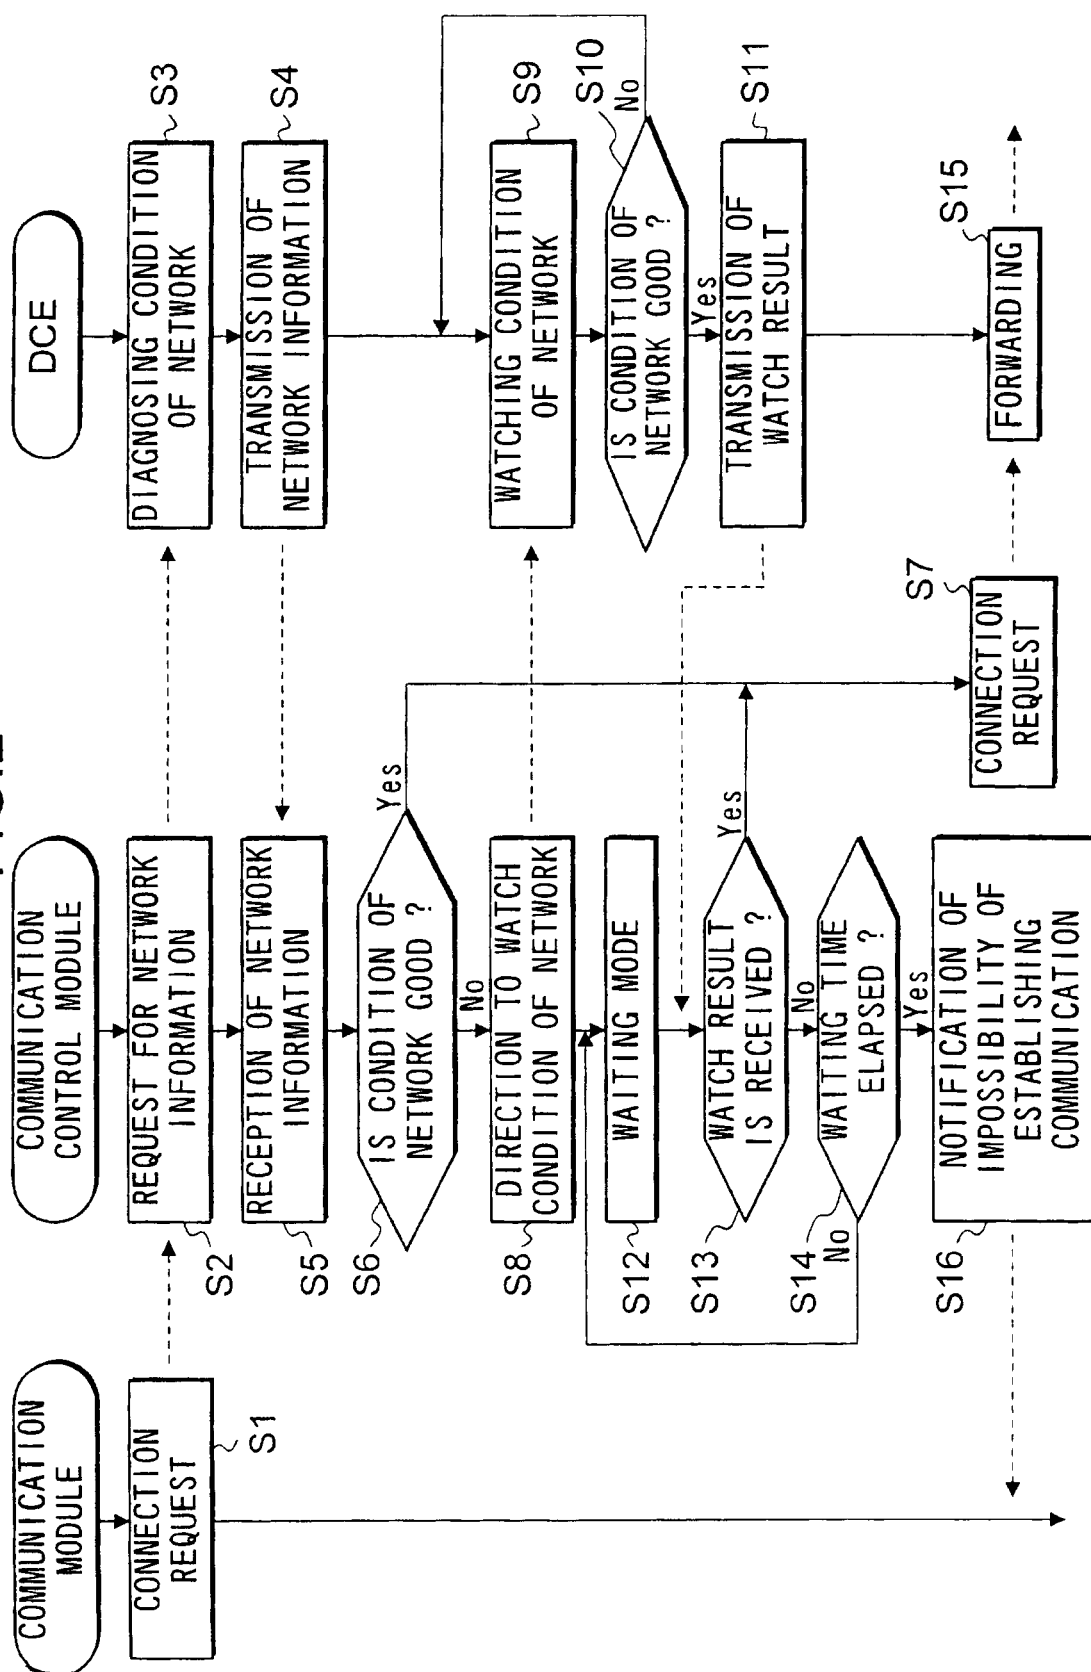 COMMUNICATION
MODULE
CONNECTION
REQUEST
S1
COMMUNICATION
CONTROL MODULE
REQUEST FOR NETWORK
INFORMATION
S2
RECEPTION OF NETWORK
INFORMATION
S5
IS CONDITION OF
NETWORK GOOD ?
S6
Yes
No
DIRECTION TO WATCH
CONDITION OF NETWORK
S8
WAITING MODE
S12
WATCH RESULT
IS RECEIVED ?
S13
Yes
No
WAITING TIME
ELAPSED ?
S14
No
Yes
NOTIFICATION OF
IMPOSSIBILITY OF
ESTABLISHING
COMMUNICATION
S16
CONNECTION
REQUEST
S7
DCE
DIAGNOSING CONDITION
OF NETWORK
S3
TRANSMISSION OF
NETWORK INFORMATION
S4
WATCHING CONDITION
OF NETWORK
S9
IS CONDITION OF
NETWORK GOOD ?
S10
No
Yes
TRANSMISSION OF
WATCH RESULT
S11
FORWARDING
S15